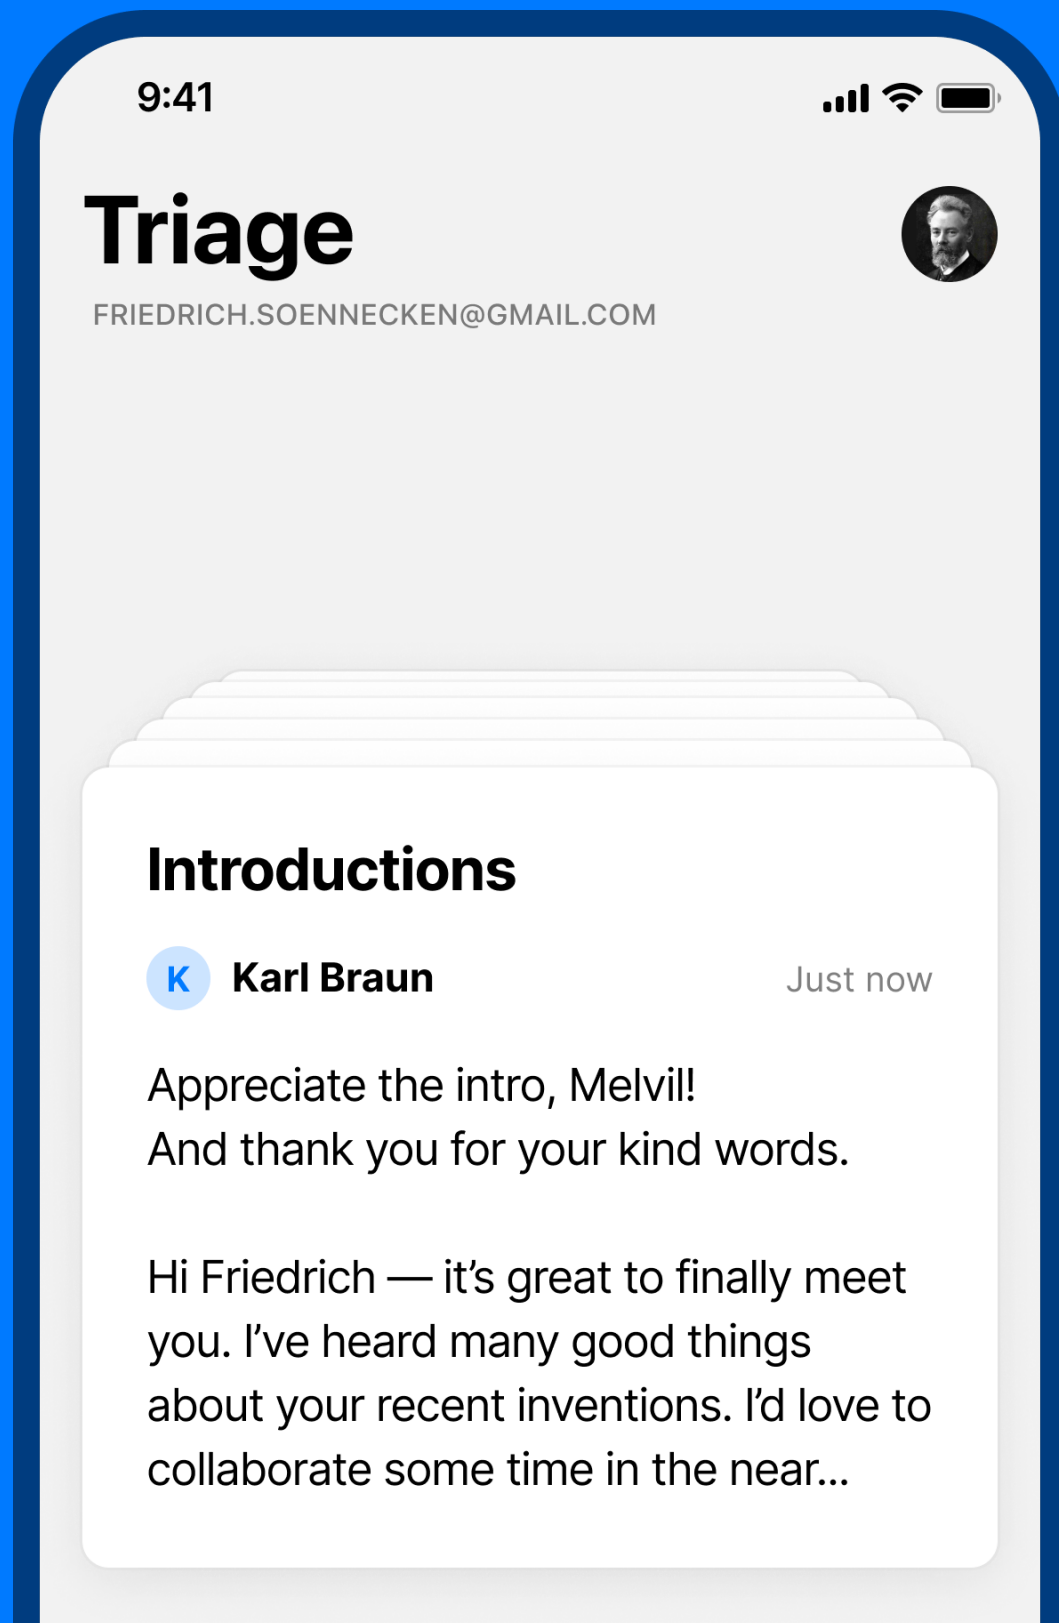 9:41
Triage
FRIEDRICH.SOENNECKEN@GMAIL.COM
Introductions
K Karl Braun Just now
Appreciate the intro, Melvil!
And thank you for your kind words.
Hi Friedrich — it’s great to finally meet
you. I’ve heard many good things
about your recent inventions. I’d love to
collaborate some time in the near...